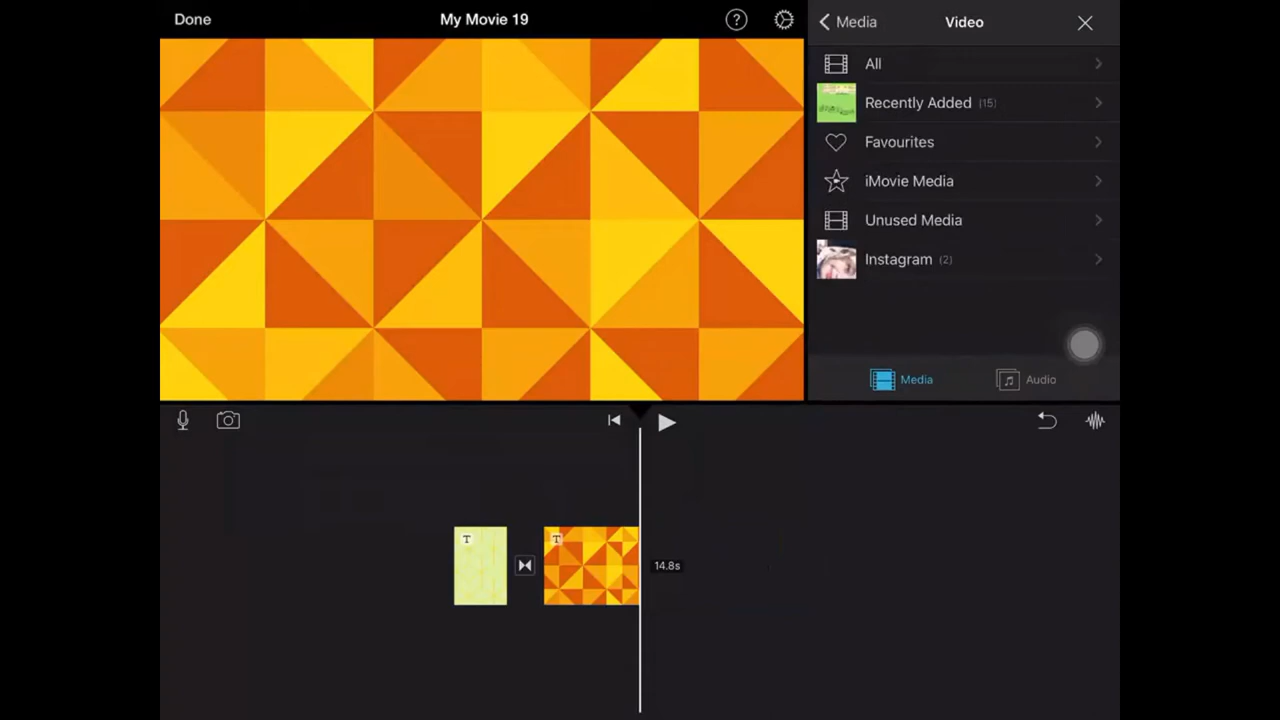 Done
My Movie 19
?
Media
Video
All
Recently Added (15)
Favourites
iMovie Media
Unused Media
Instagram (2)
Media
Audio
T
T
14.8s